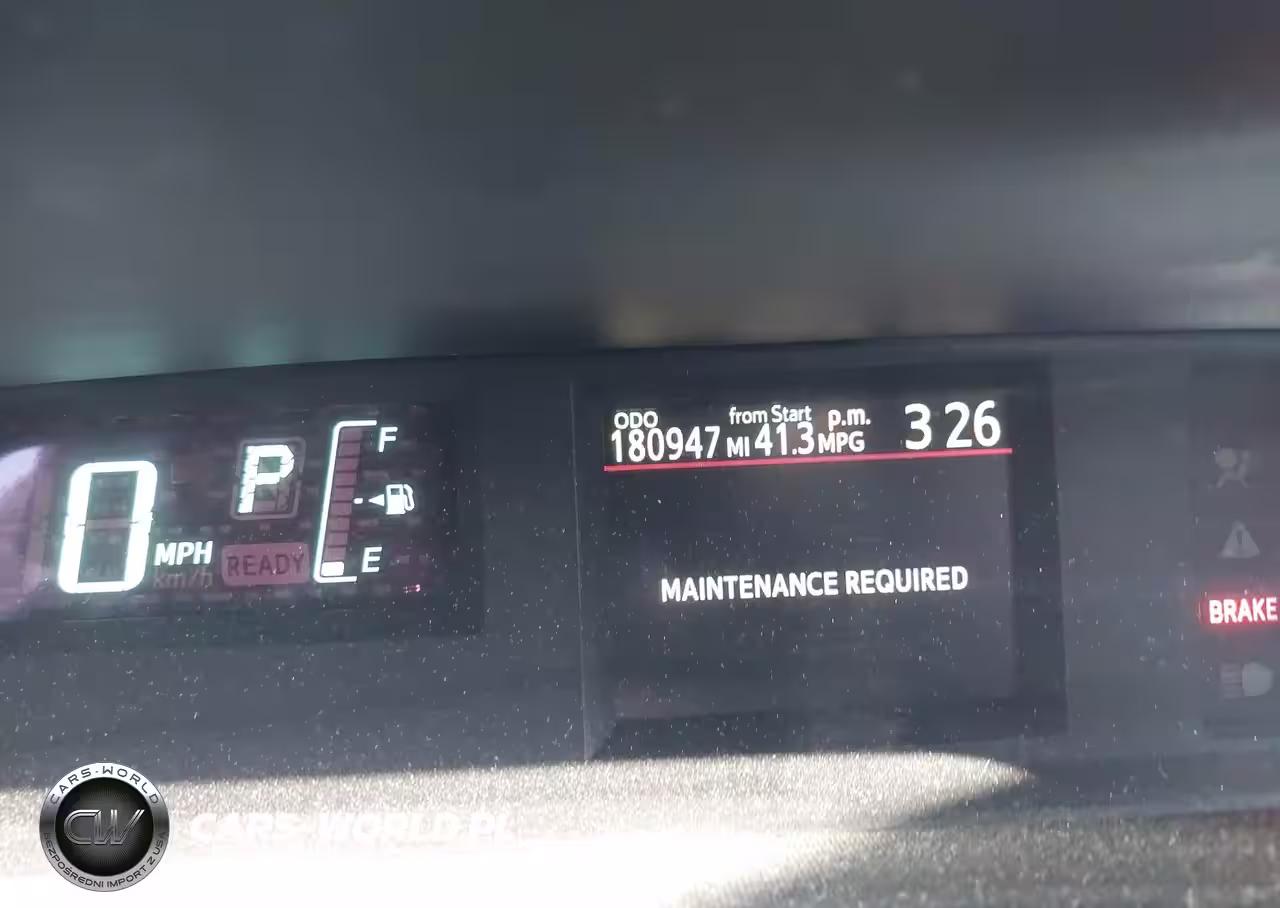 ODO from Start p.m. 3 26
180947 MI 41.3 MPG
F
P
0 MPH
km/h
READY
E
MAINTENANCE REQUIRED
BRAKE
CARS-WORLD
CW
BEZPOŚREDNI IMPORT Z USA
CARS-WORLD.PL